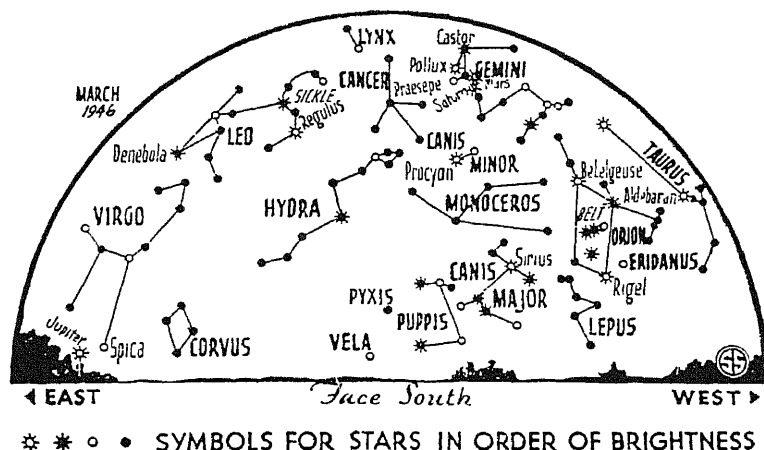 LYNX
Castor
Pollux
GEMINI
MARCH
1946
CANCER
Praesepe
Saturn
Mars
SICKLE
Regulus
LEO
Denebola
CANIS
MINOR
Procyon
TAURUS
Betelgeuse
Aldebaran
VIRGO
HYDRA
MONOCEROS
BELT
ORION
ERIDANUS
Sirius
CANIS
MAJOR
Rigel
PYXIS
PUPPIS
LEPUS
Jupiter
Spica
CORVUS
VELA
EAST
Face South
WEST
SYMBOLS FOR STARS IN ORDER OF BRIGHTNESS